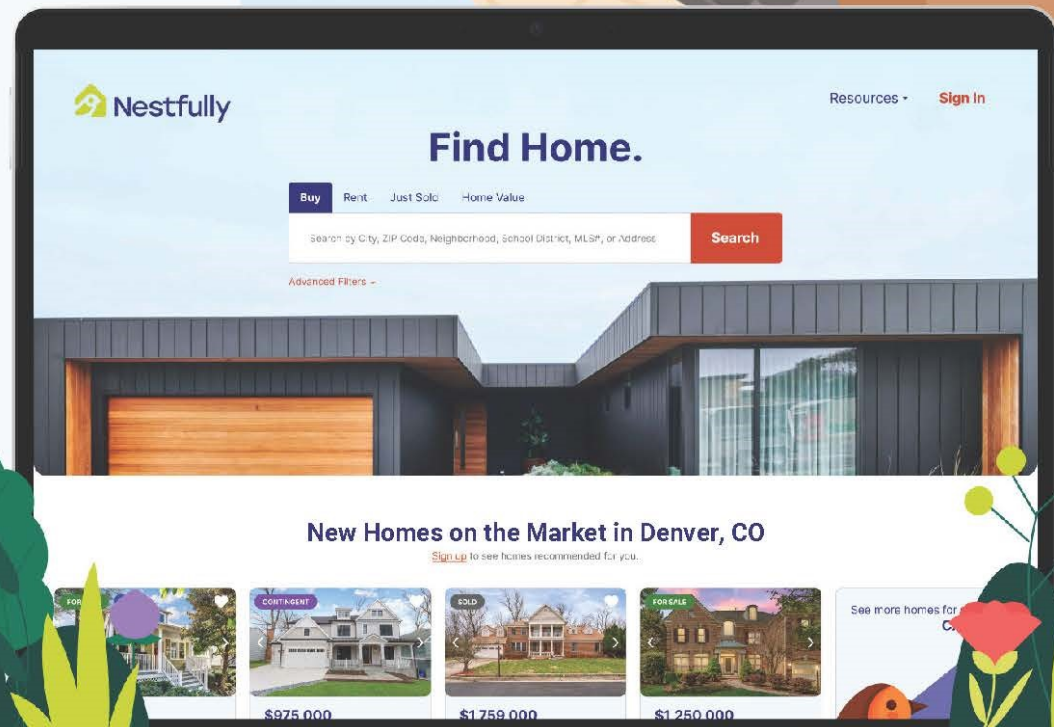 Nestfully
Resources
Sign In
Find Home.
Buy Rent Just Sold Home Value
Search by City, ZIP Code, Neighborhood, School District, MLS#, or Address
Search
Advanced Filters
New Homes on the Market in Denver, CO
Sign up to see homes recommended for you.
FOR
CONTINGENT
SOLD
FOR SALE
See more homes for
$975,000
$1,759,000
$1,250,000